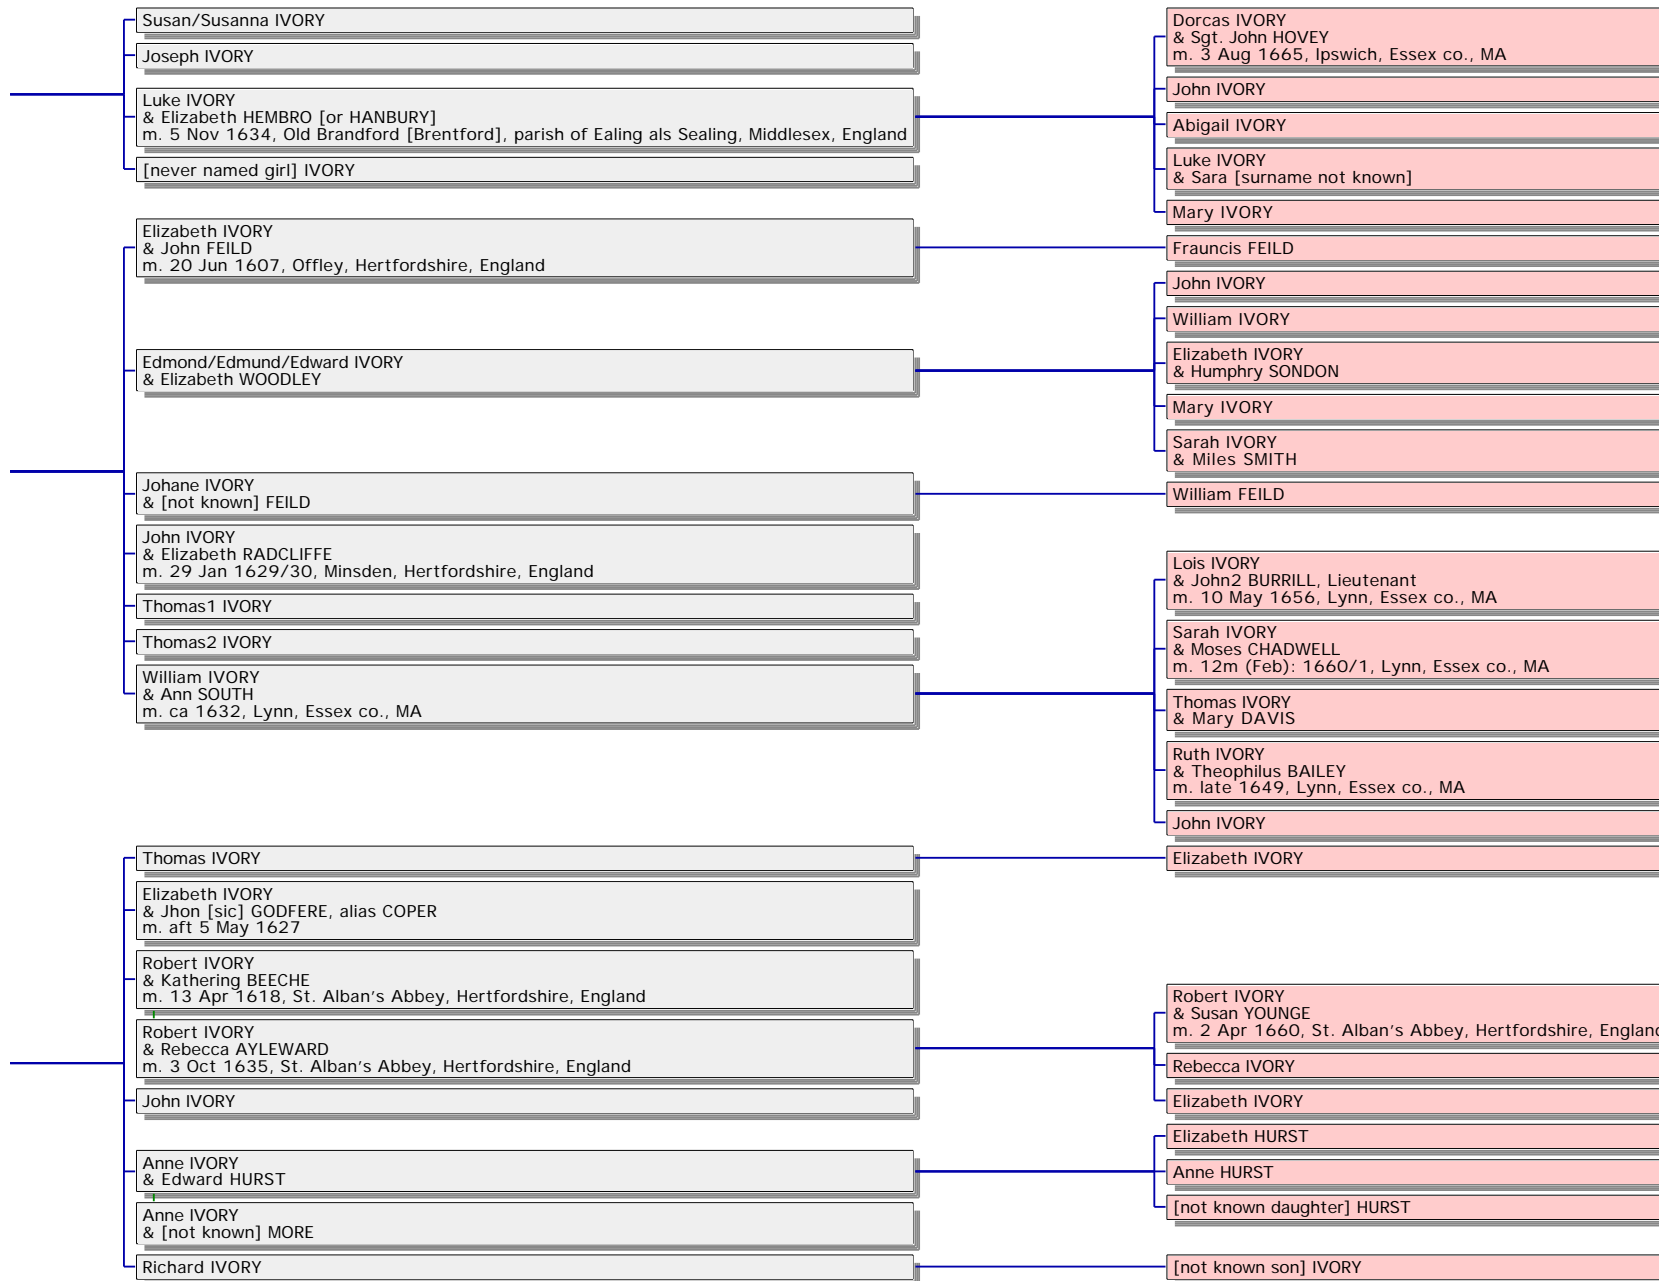 Susan/Susanna IVORY
Joseph IVORY
Luke IVORY
& Elizabeth HEMBRO [or HANBURY]
m. 5 Nov 1634, Old Brandford [Brentford], parish of Ealing als Sealing, Middlesex, England
[never named girl] IVORY
Elizabeth IVORY
& John FEILD
m. 20 Jun 1607, Offley, Hertfordshire, England
Edmond/Edmund/Edward IVORY
& Elizabeth WOODLEY
Johane IVORY
& [not known] FEILD
John IVORY
& Elizabeth RADCLIFFE
m. 29 Jan 1629/30, Minsden, Hertfordshire, England
Thomas1 IVORY
Thomas2 IVORY
William IVORY
& Ann SOUTH
m. ca 1632, Lynn, Essex co., MA
Thomas IVORY
Elizabeth IVORY
& Jhon [sic] GODFERE, alias COPER
m. aft 5 May 1627
Robert IVORY
& Kathering BEECHE
m. 13 Apr 1618, St. Alban's Abbey, Hertfordshire, England
Robert IVORY
& Rebecca AYLEWARD
m. 3 Oct 1635, St. Alban's Abbey, Hertfordshire, England
John IVORY
Anne IVORY
& Edward HURST
Anne IVORY
& [not known] MORE
Richard IVORY
Dorcas IVORY
& Sgt. John HOVEY
m. 3 Aug 1665, Ipswich, Essex co., MA
John IVORY
Abigail IVORY
Luke IVORY
& Sara [surname not known]
Mary IVORY
Frauncis FEILD
John IVORY
William IVORY
Elizabeth IVORY
& Humphry SONDON
Mary IVORY
Sarah IVORY
& Miles SMITH
William FEILD
Lois IVORY
& John2 BURRILL, Lieutenant
m. 10 May 1656, Lynn, Essex co., MA
Sarah IVORY
& Moses CHADWELL
m. 12m (Feb): 1660/1, Lynn, Essex co., MA
Thomas IVORY
& Mary DAVIS
Ruth IVORY
& Theophilus BAILEY
m. late 1649, Lynn, Essex co., MA
John IVORY
Elizabeth IVORY
Robert IVORY
& Susan YOUNGE
m. 2 Apr 1660, St. Alban's Abbey, Hertfordshire, England
Rebecca IVORY
Elizabeth IVORY
Elizabeth HURST
Anne HURST
[not known daughter] HURST
[not known son] IVORY